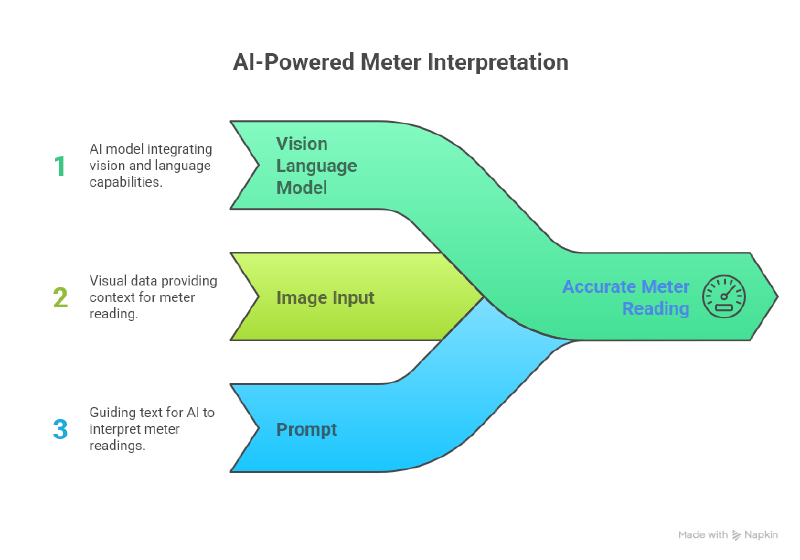 AI-Powered Meter Interpretation
1
AI model integrating
vision and language
capabilities.
Vision
Language
Model
2
Visual data providing
context for meter
reading.
Image Input
Accurate Meter
Reading
3
Guiding text for AI to
interpret meter
readings.
Prompt
Made with Napkin